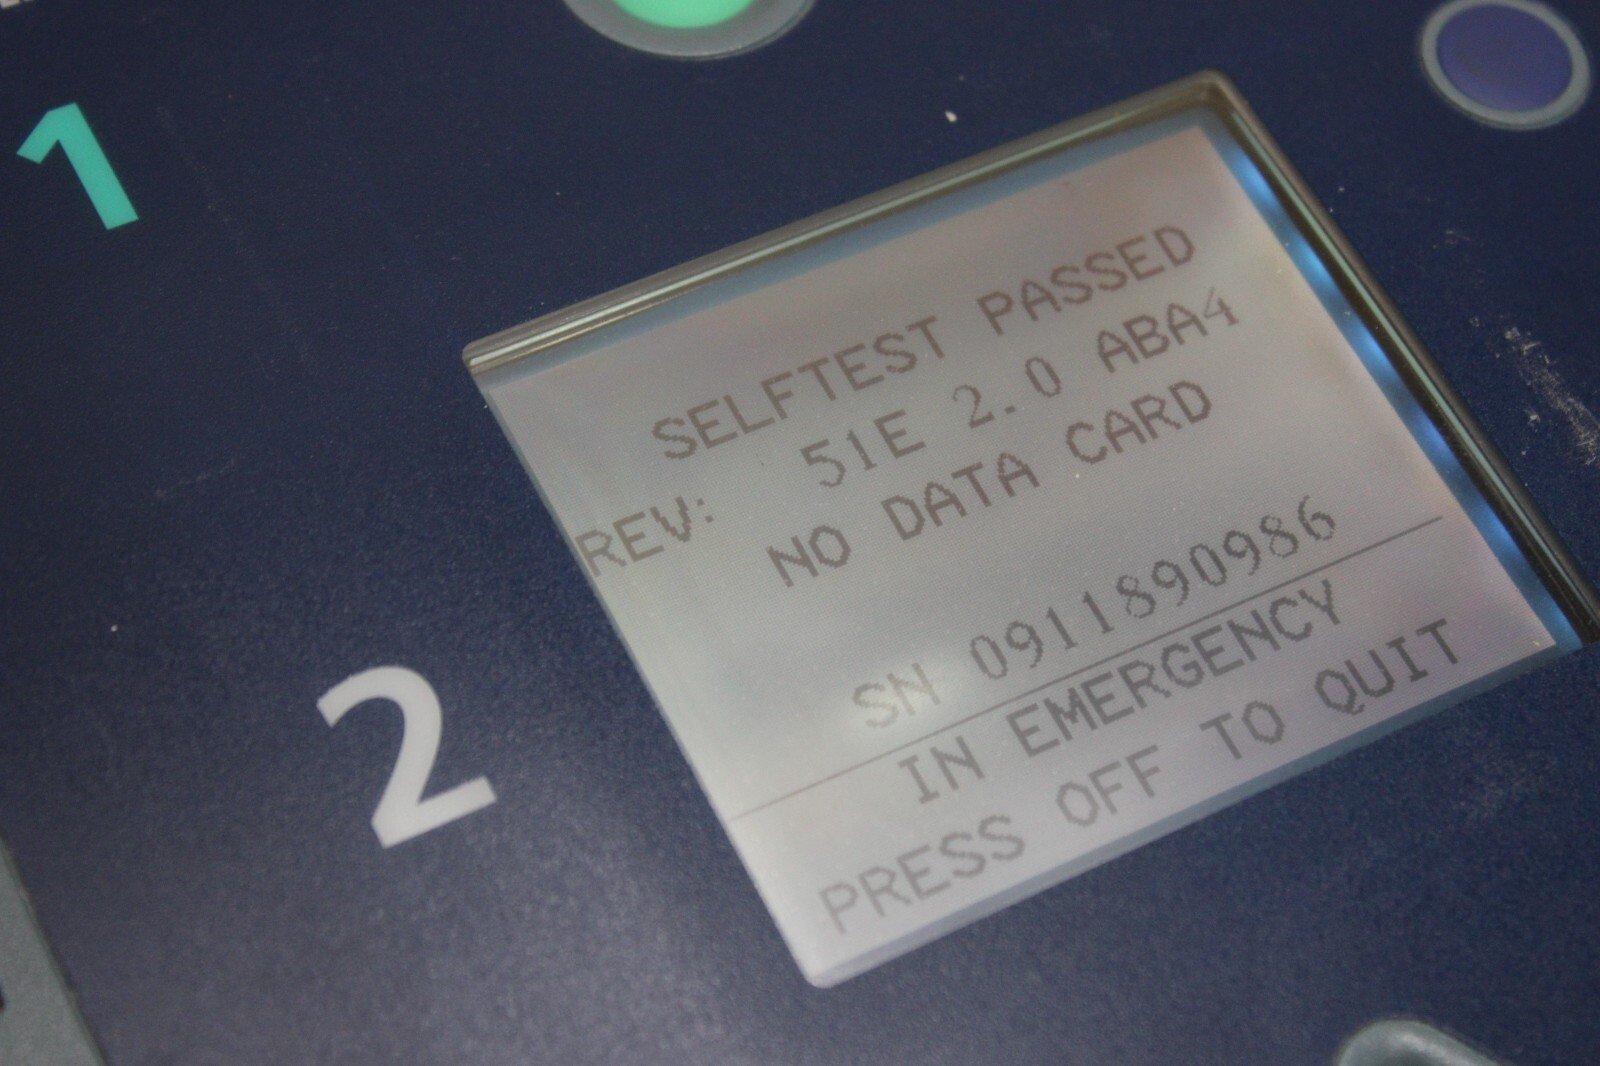 1
SELFTEST PASSED
REV: 51E 2.0 ABA4
NO DATA CARD
SN 0911890986
2
IN EMERGENCY
PRESS OFF TO QUIT